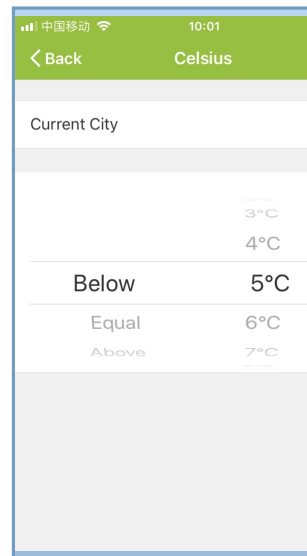 中国移动 10:01
Back Celsius
Current City
3°C
4°C
Below 5°C
Equal 6°C
Above 7°C